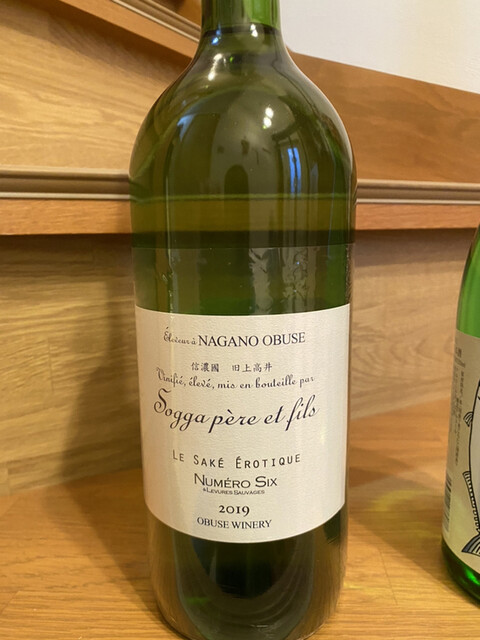 Éleveur à NAGANO OBUSE
信濃國 旧上高井
Vinifié, élevé, mis en bouteille par
Sogga père et fils
LE SAKÉ ÉROTIQUE
NUMÉRO SIX
+LEVURES SAUVAGES
2019
OBUSE WINERY